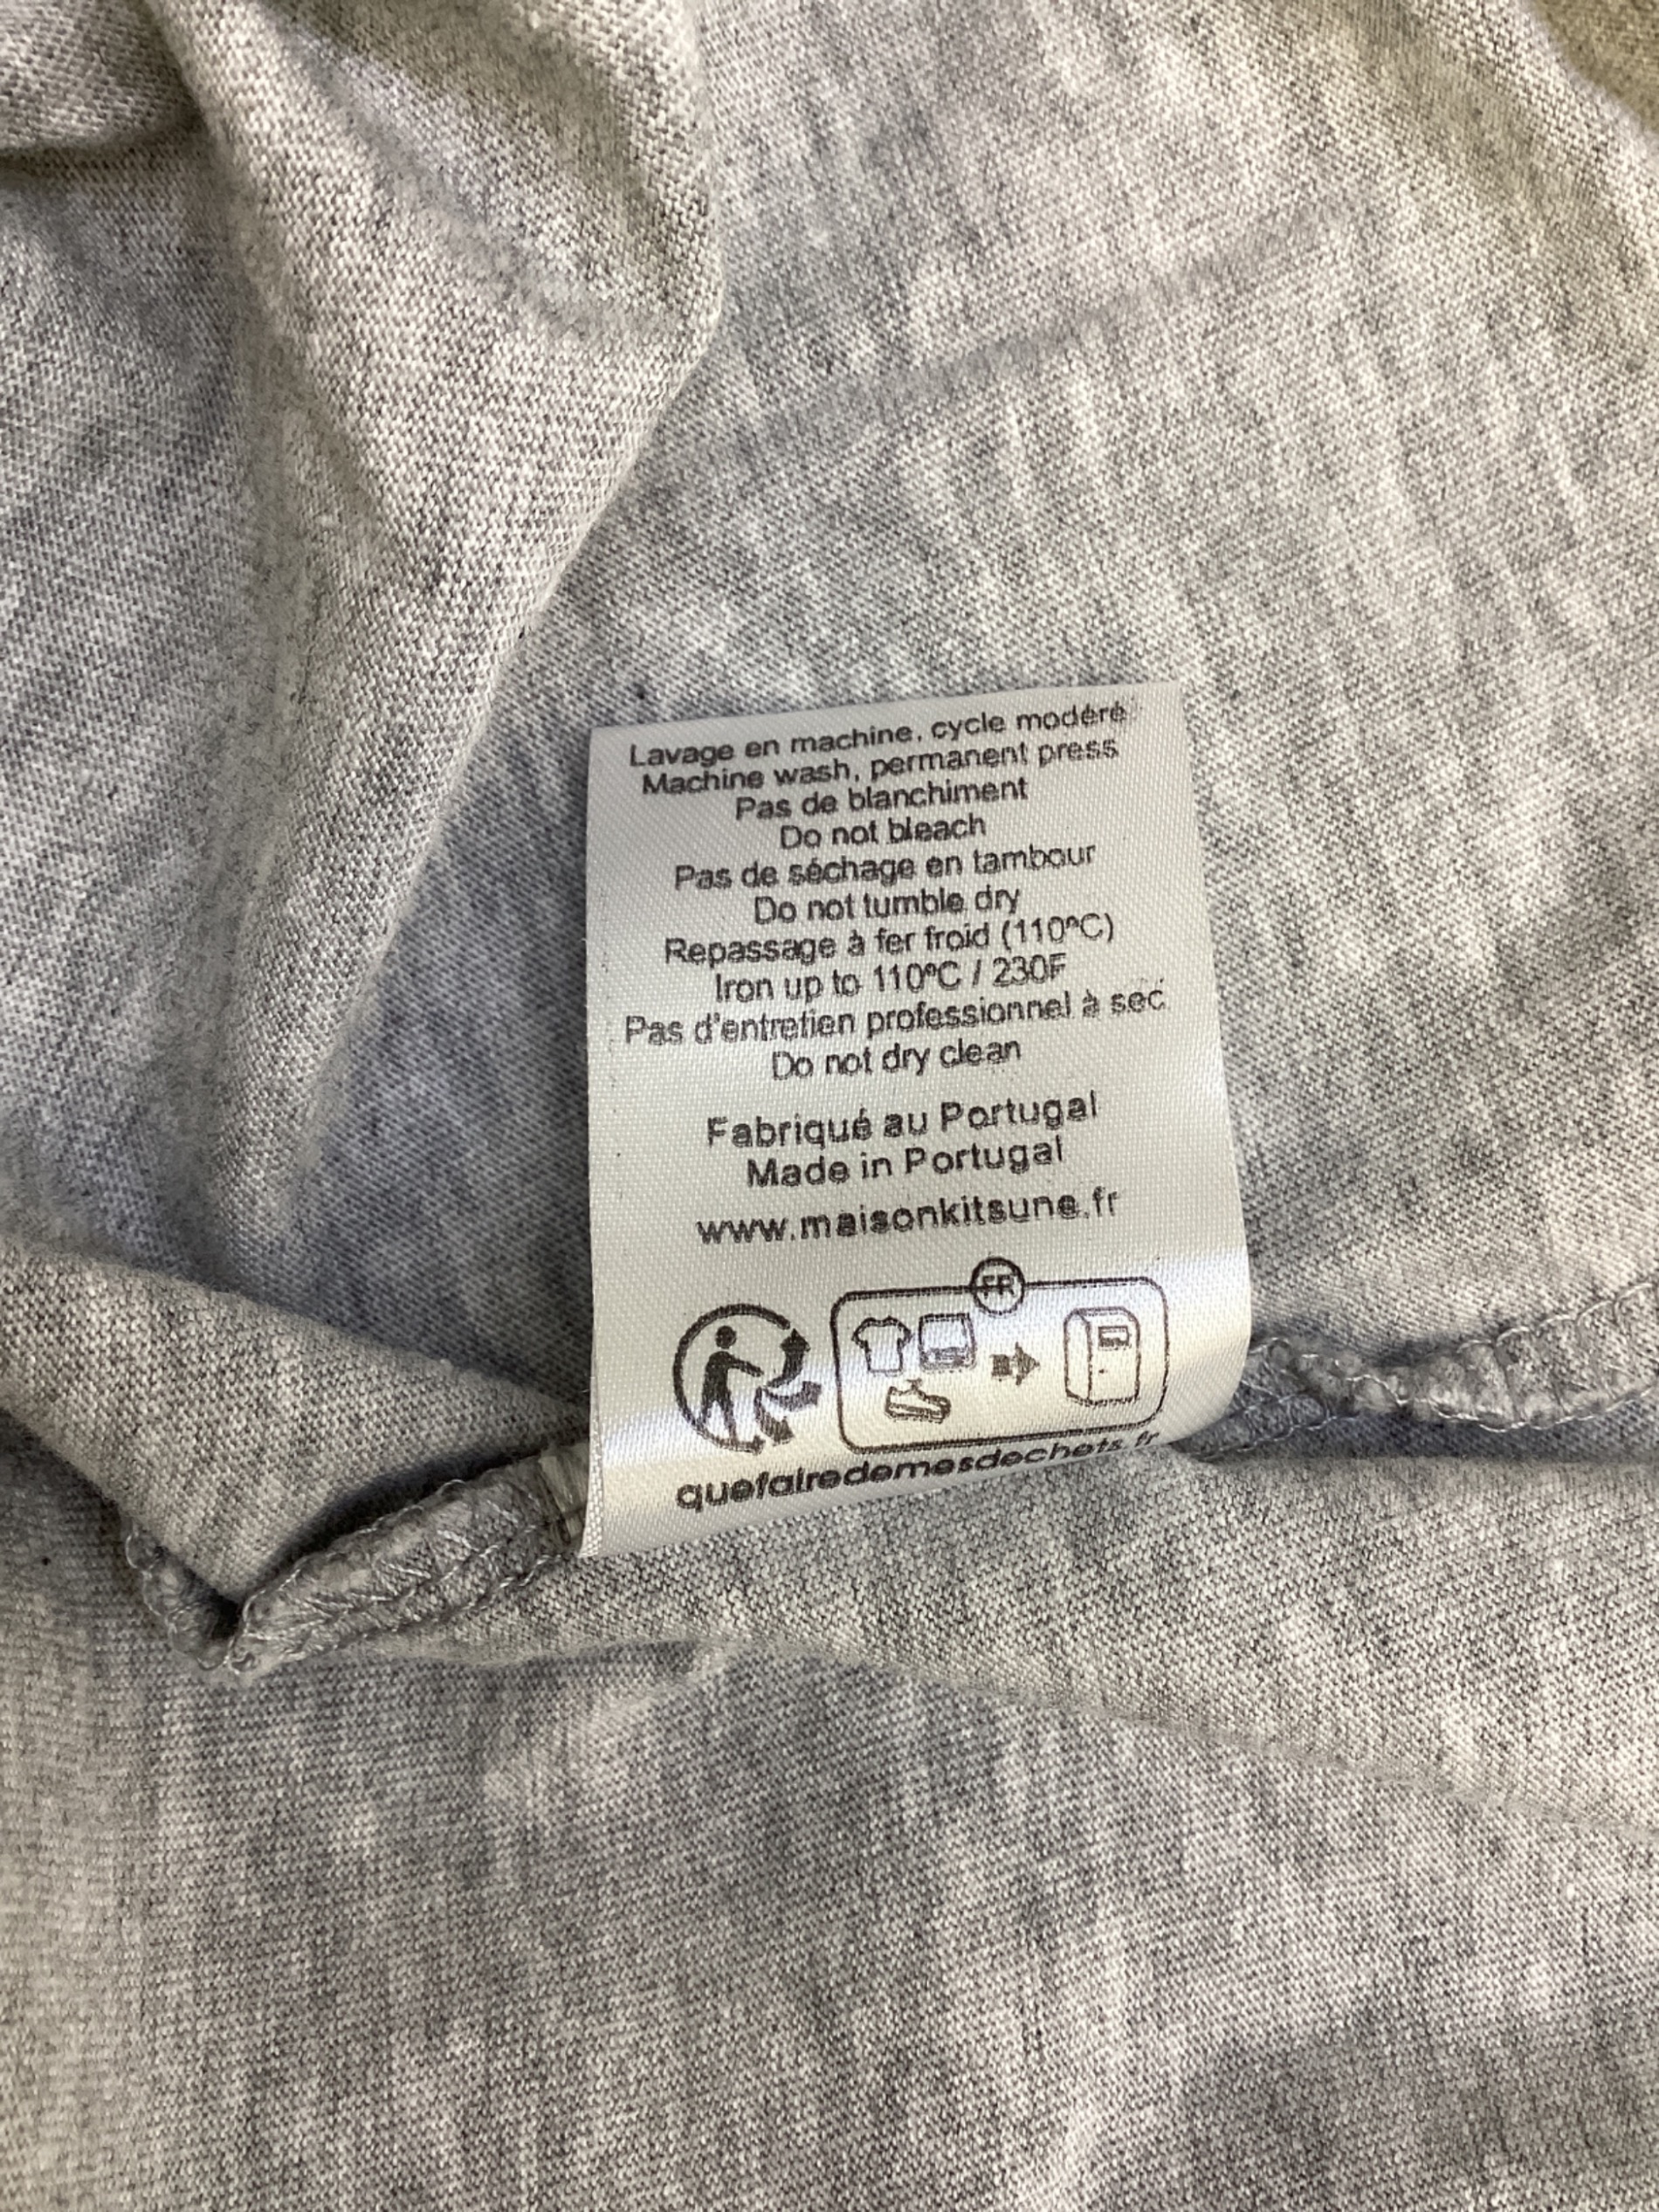 Lavage en machine, cycle modéré
Machine wash, permanent press
Pas de blanchiment
Do not bleach
Pas de séchage en tambour
Do not tumble dry
Repassage à fer froid (110ºC)
Iron up to 110ºC / 230F
Pas d'entretien professionnel à sec
Do not dry clean
Fabriqué au Portugal
Made in Portugal
www.maisonkitsune.fr
FR
quefairedemesdechets.fr